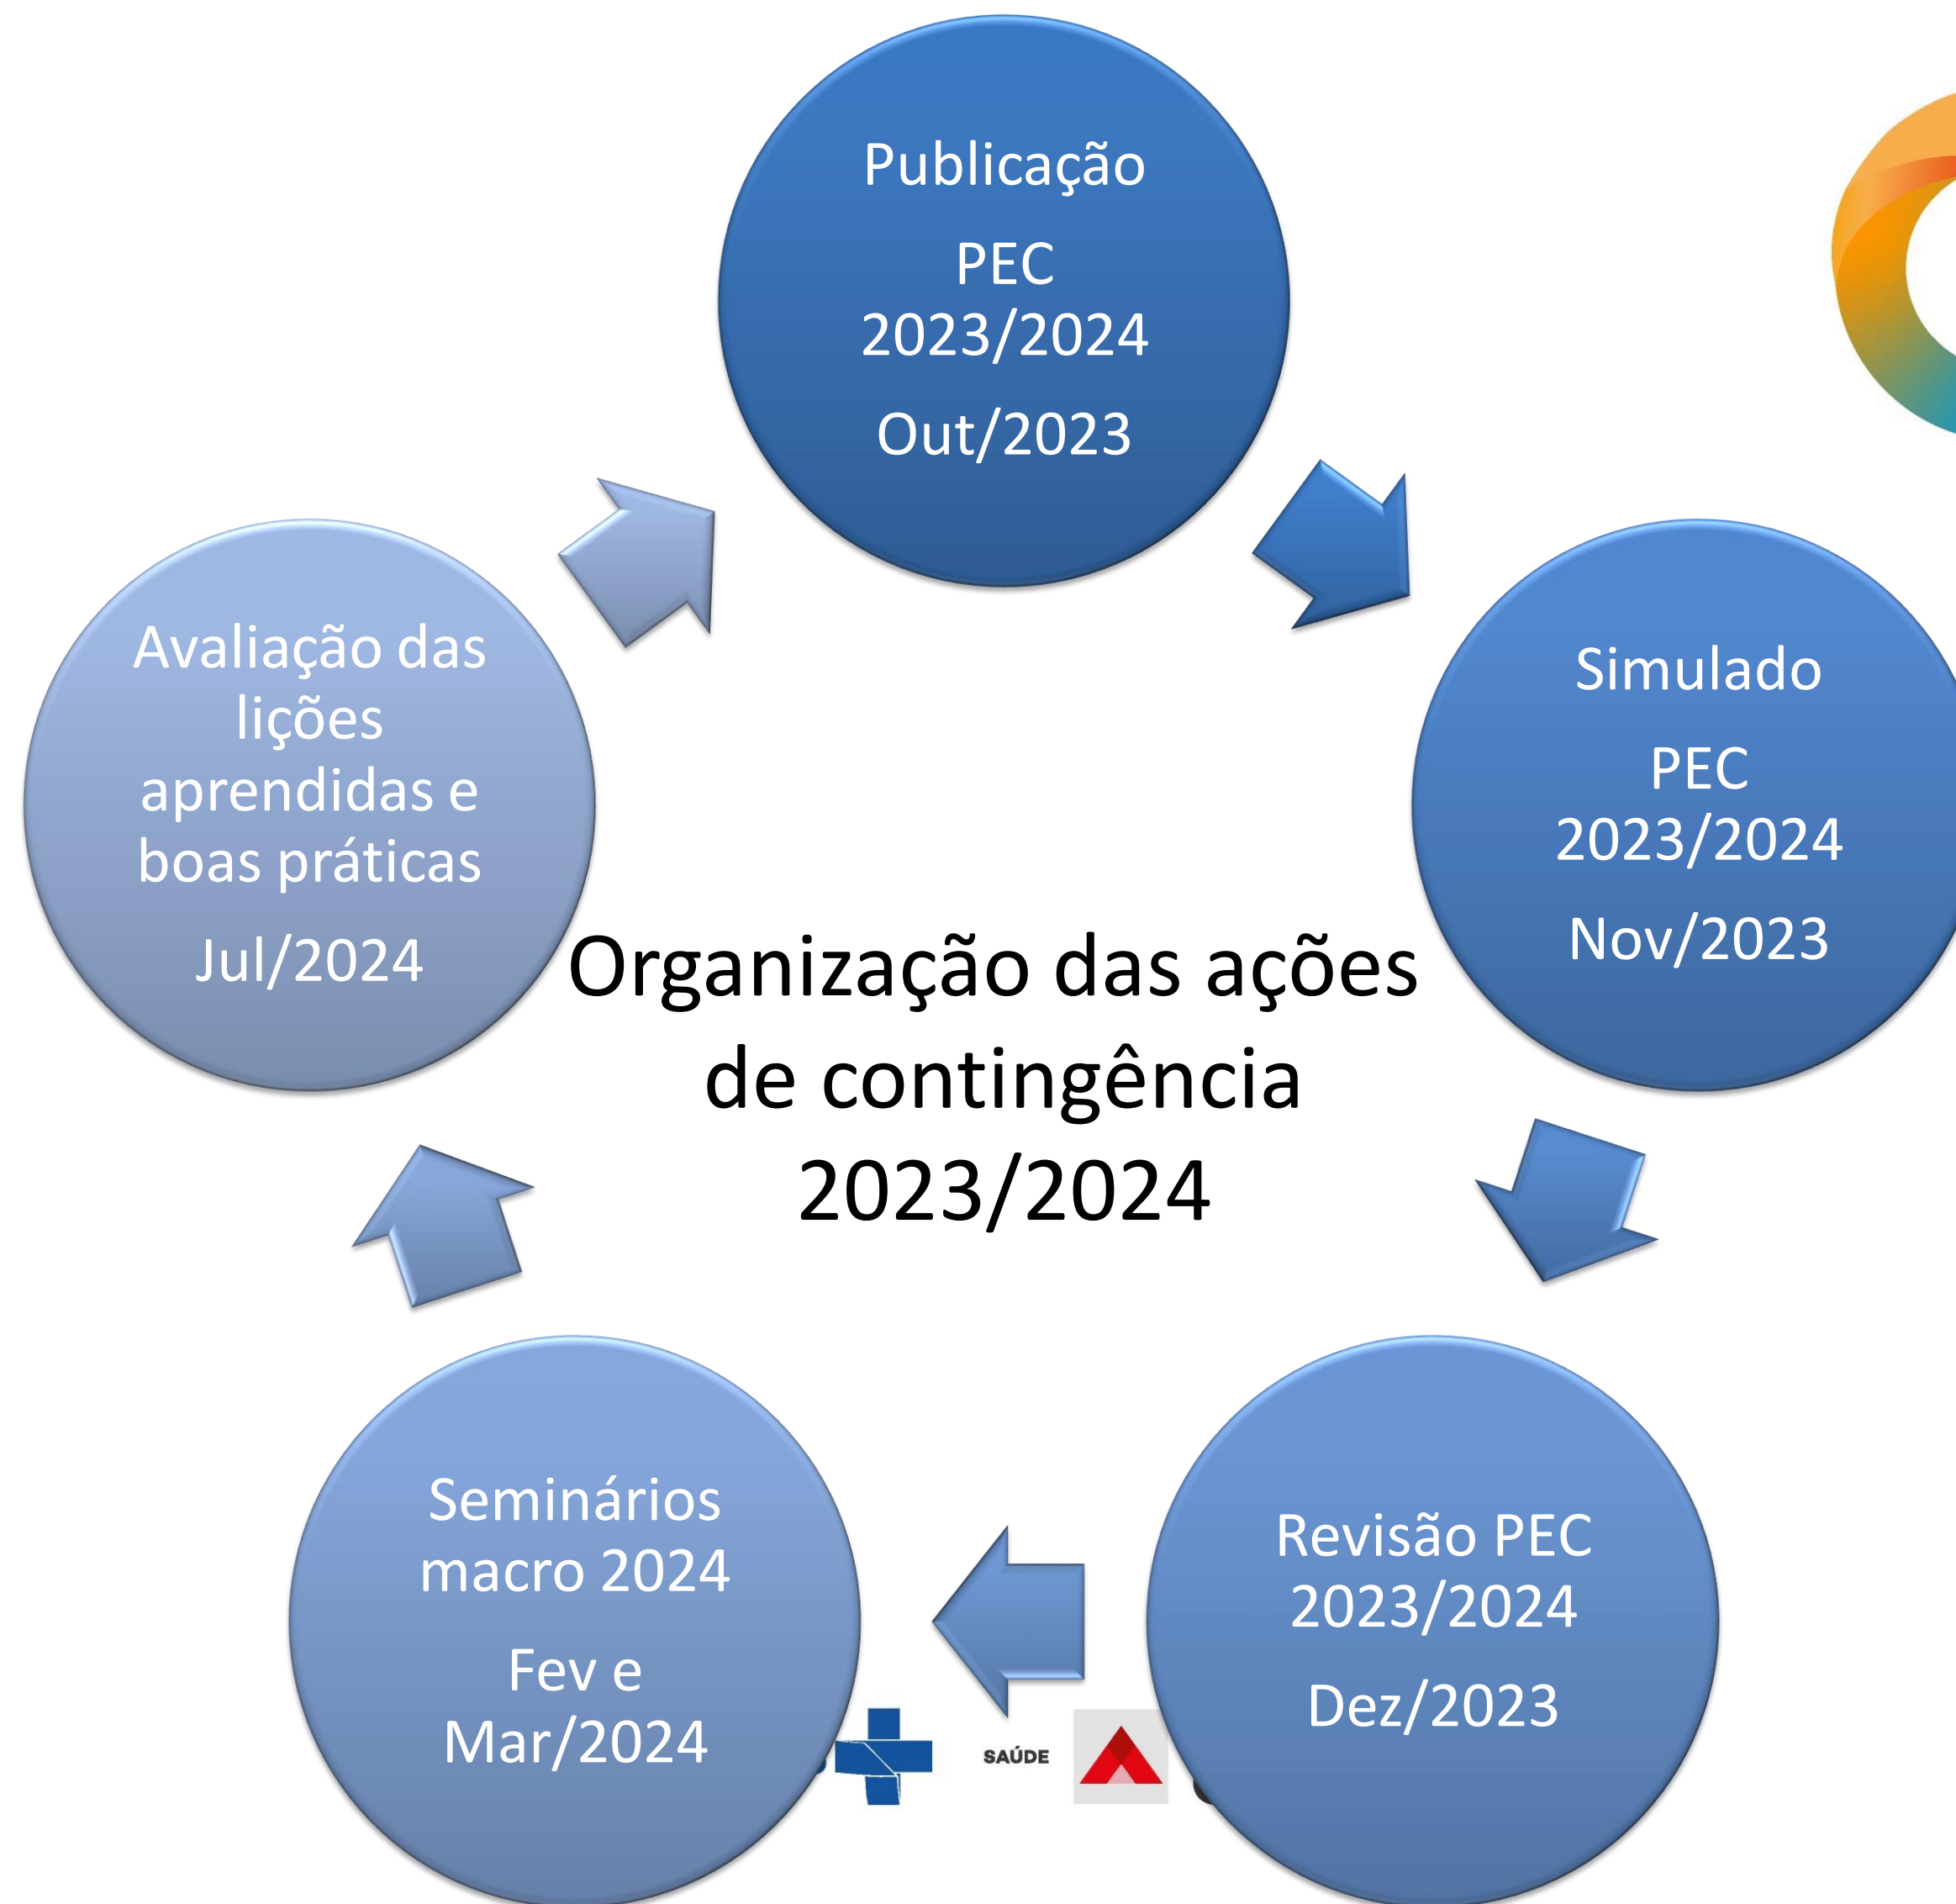 Publicação
PEC
2023/2024
Out/2023
Simulado
PEC
2023/2024
Nov/2023
Revisão PEC
2023/2024
Dez/2023
Seminários
macro 2024
Fev e
Mar/2024
Avaliação das
lições
aprendidas e
boas práticas
Jul/2024
Organização das ações
de contingência
2023/2024
SAÚDE